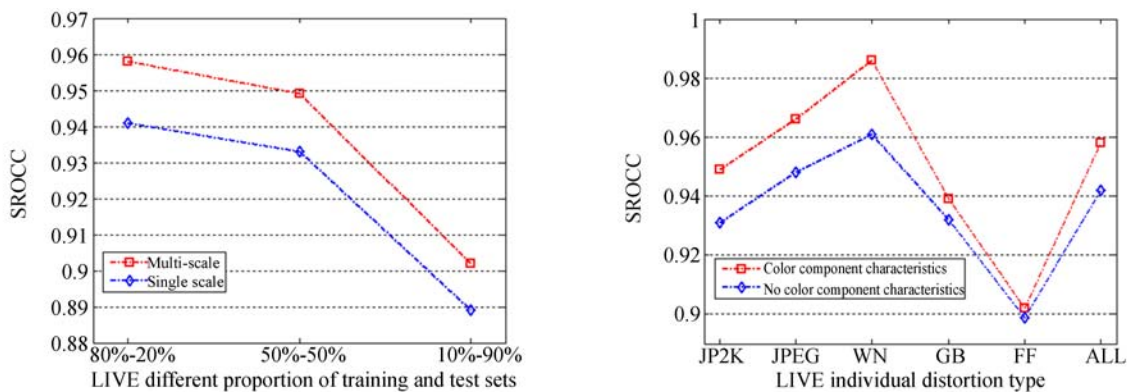 0.97
0.96
0.95
0.94
0.93
0.92
0.91
0.9
0.89
0.88
SROCC
Multi-scale
Single scale
80%-20% 50%-50% 10%-90%
LIVE different proportion of training and test sets
1
0.98
0.96
0.94
0.92
0.9
SROCC
Color component characteristics
No color component characteristics
JP2K JPEG WN GB FF ALL
LIVE individual distortion type